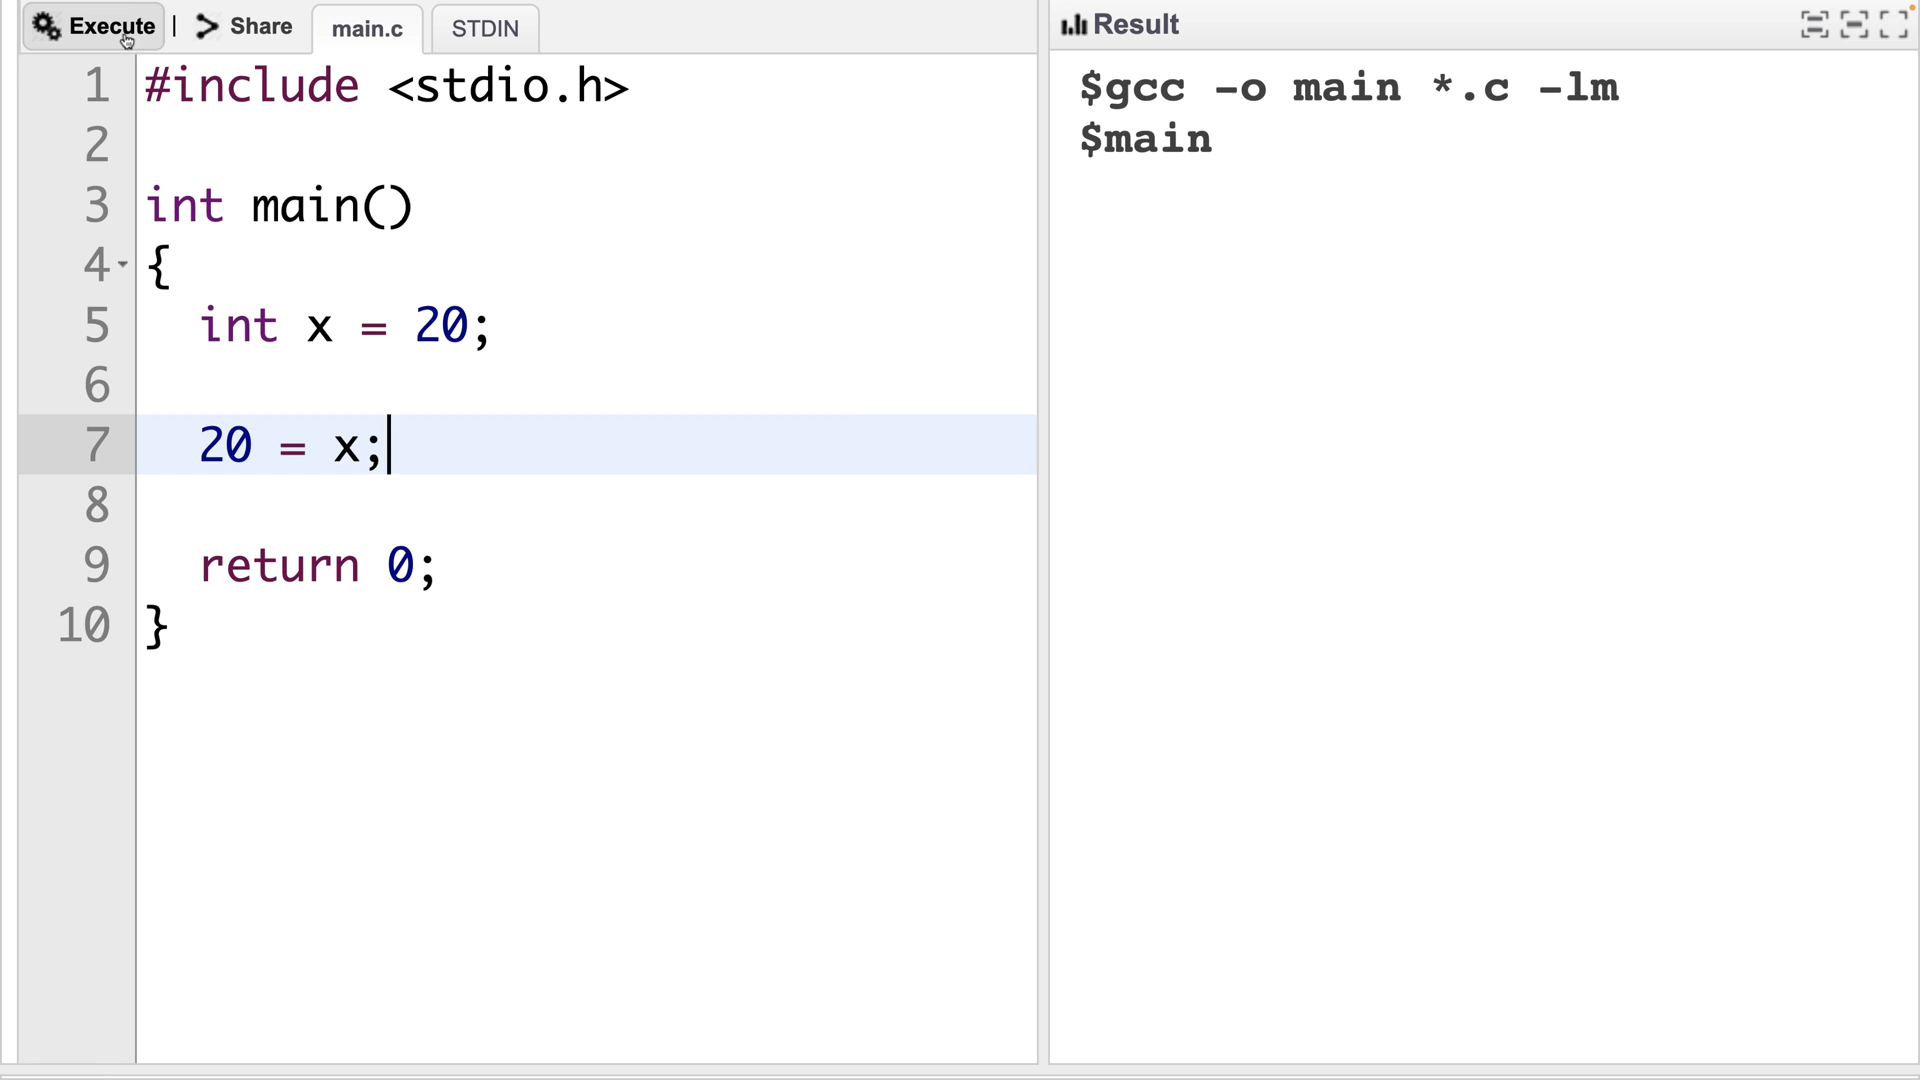 Execute | Share main.c STDIN
Result
1 #include <stdio.h>
2
3 int main()
4 {
5 int x = 20;
6
7 20 = x;
8
9 return 0;
10 }
$gcc -o main *.c -lm
$main